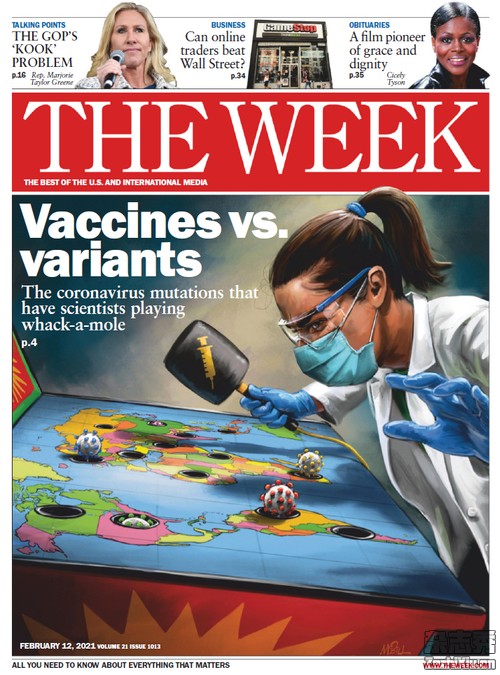 TALKING POINTS
THE GOP'S
‘KOOK’
PROBLEM
p.16 Rep. Marjorie
Taylor Greene
BUSINESS
Can online
traders beat
Wall Street?
p.34
GameStop
OBITUARIES
A film pioneer
of grace and
dignity
p.35 Cicely
Tyson
THE WEEK
THE BEST OF THE U.S. AND INTERNATIONAL MEDIA
Vaccines vs.
variants
The coronavirus mutations that
have scientists playing
whack-a-mole
p.4
FEBRUARY 12, 2021 VOLUME 21 ISSUE 1013
ALL YOU NEED TO KNOW ABOUT EVERYTHING THAT MATTERS
WWW.THEWEEK.COM